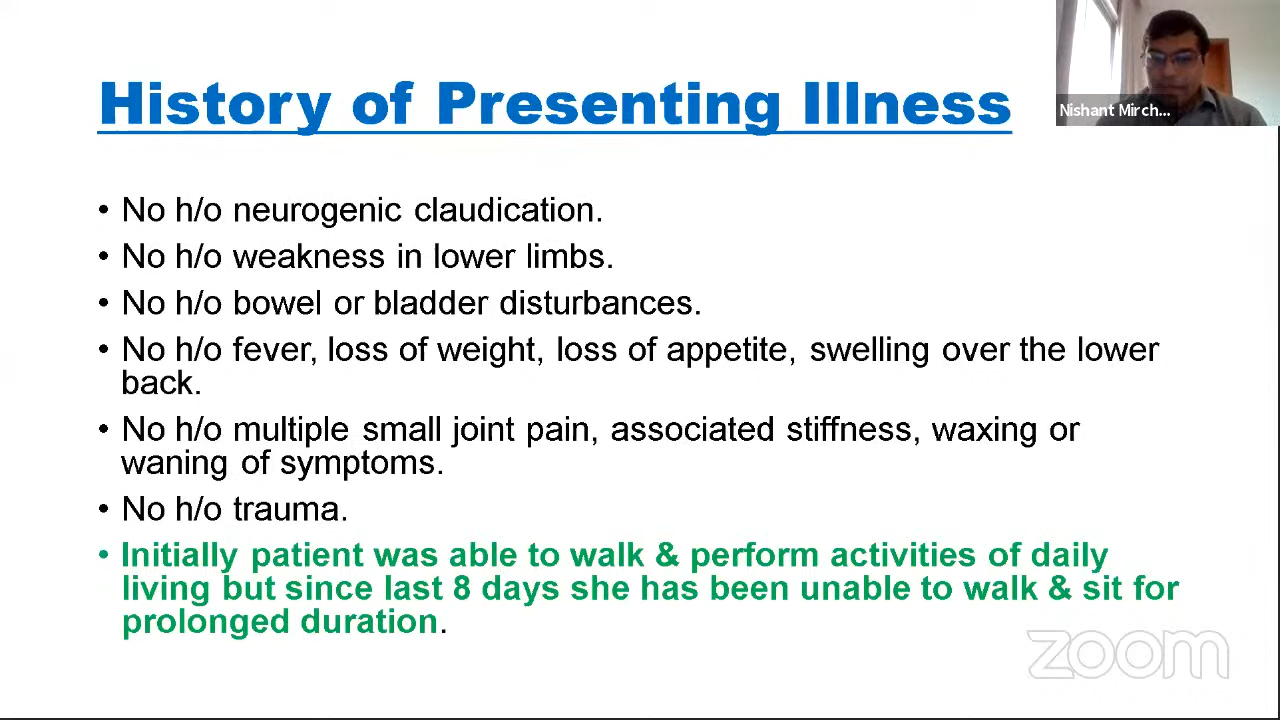 History of Presenting Illness
Nishant Mirch...
• No h/o neurogenic claudication.
• No h/o weakness in lower limbs.
• No h/o bowel or bladder disturbances.
• No h/o fever, loss of weight, loss of appetite, swelling over the lower
back.
• No h/o multiple small joint pain, associated stiffness, waxing or
waning of symptoms.
• No h/o trauma.
• Initially patient was able to walk & perform activities of daily
living but since last 8 days she has been unable to walk & sit for
prolonged duration.
zoom